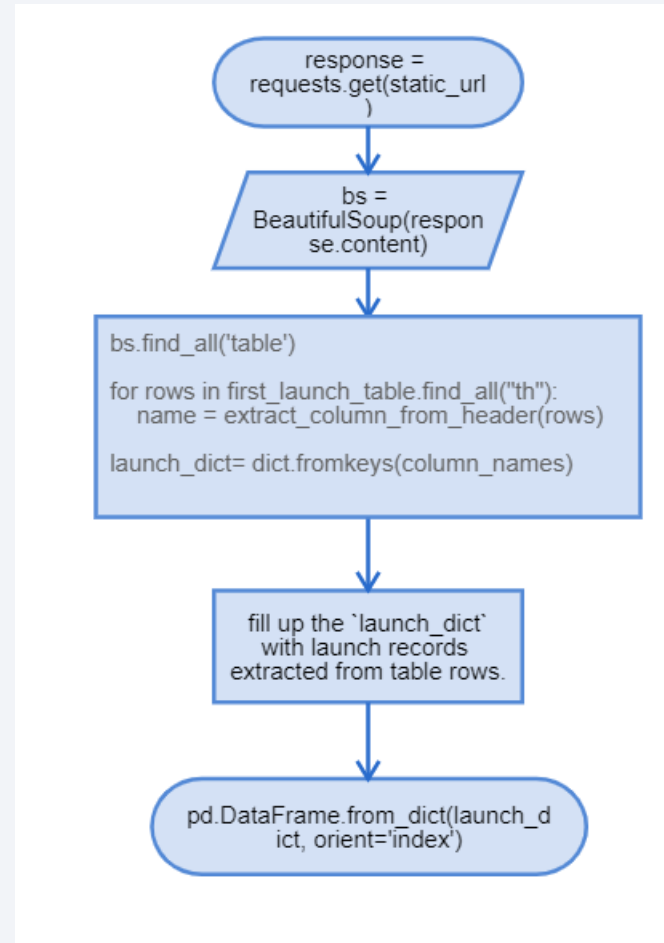 response =
requests.get(static_url
)
bs =
BeautifulSoup(respon
se.content)
bs.find_all('table')
for rows in first_launch_table.find_all("th"):
name = extract_column_from_header(rows)
launch_dict= dict.fromkeys(column_names)
fill up the `launch_dict`
with launch records
extracted from table rows.
pd.DataFrame.from_dict(launch_d
ict, orient='index')